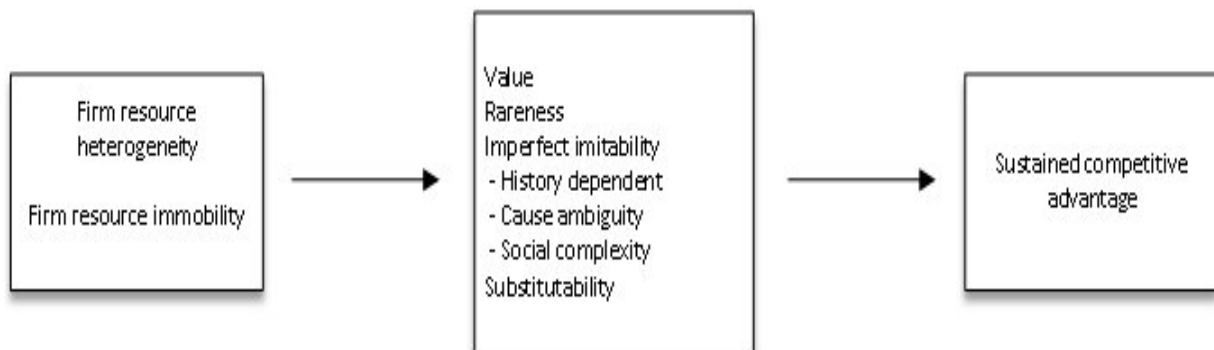 Firm resource
heterogeneity
Firm resource immobility
Value
Rareness
Imperfect imitability
- History dependent
- Cause ambiguity
- Social complexity
Substitutability
Sustained competitive
advantage